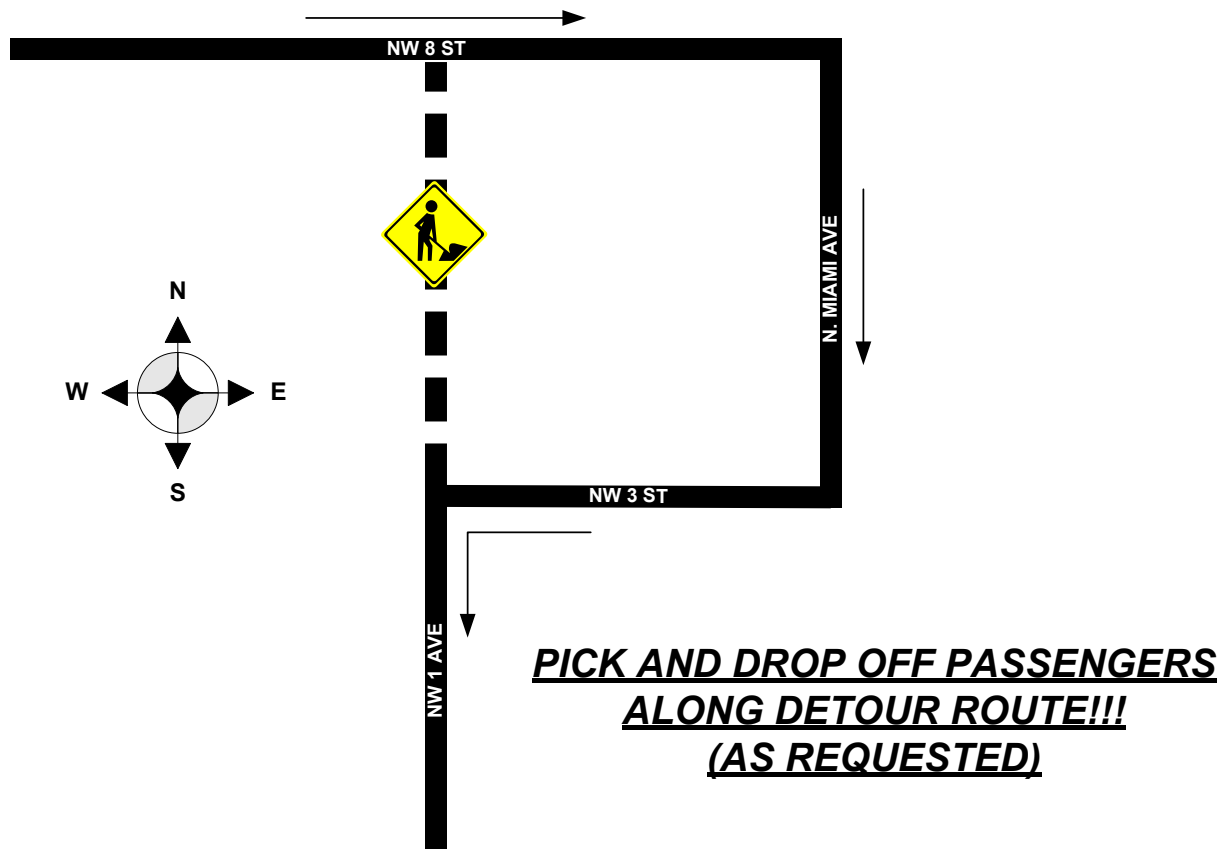 NW 8 ST
N. MIAMI AVE
N
W
E
S
NW 3 ST
NW 1 AVE
PICK AND DROP OFF PASSENGERS
ALONG DETOUR ROUTE!!!
(AS REQUESTED)